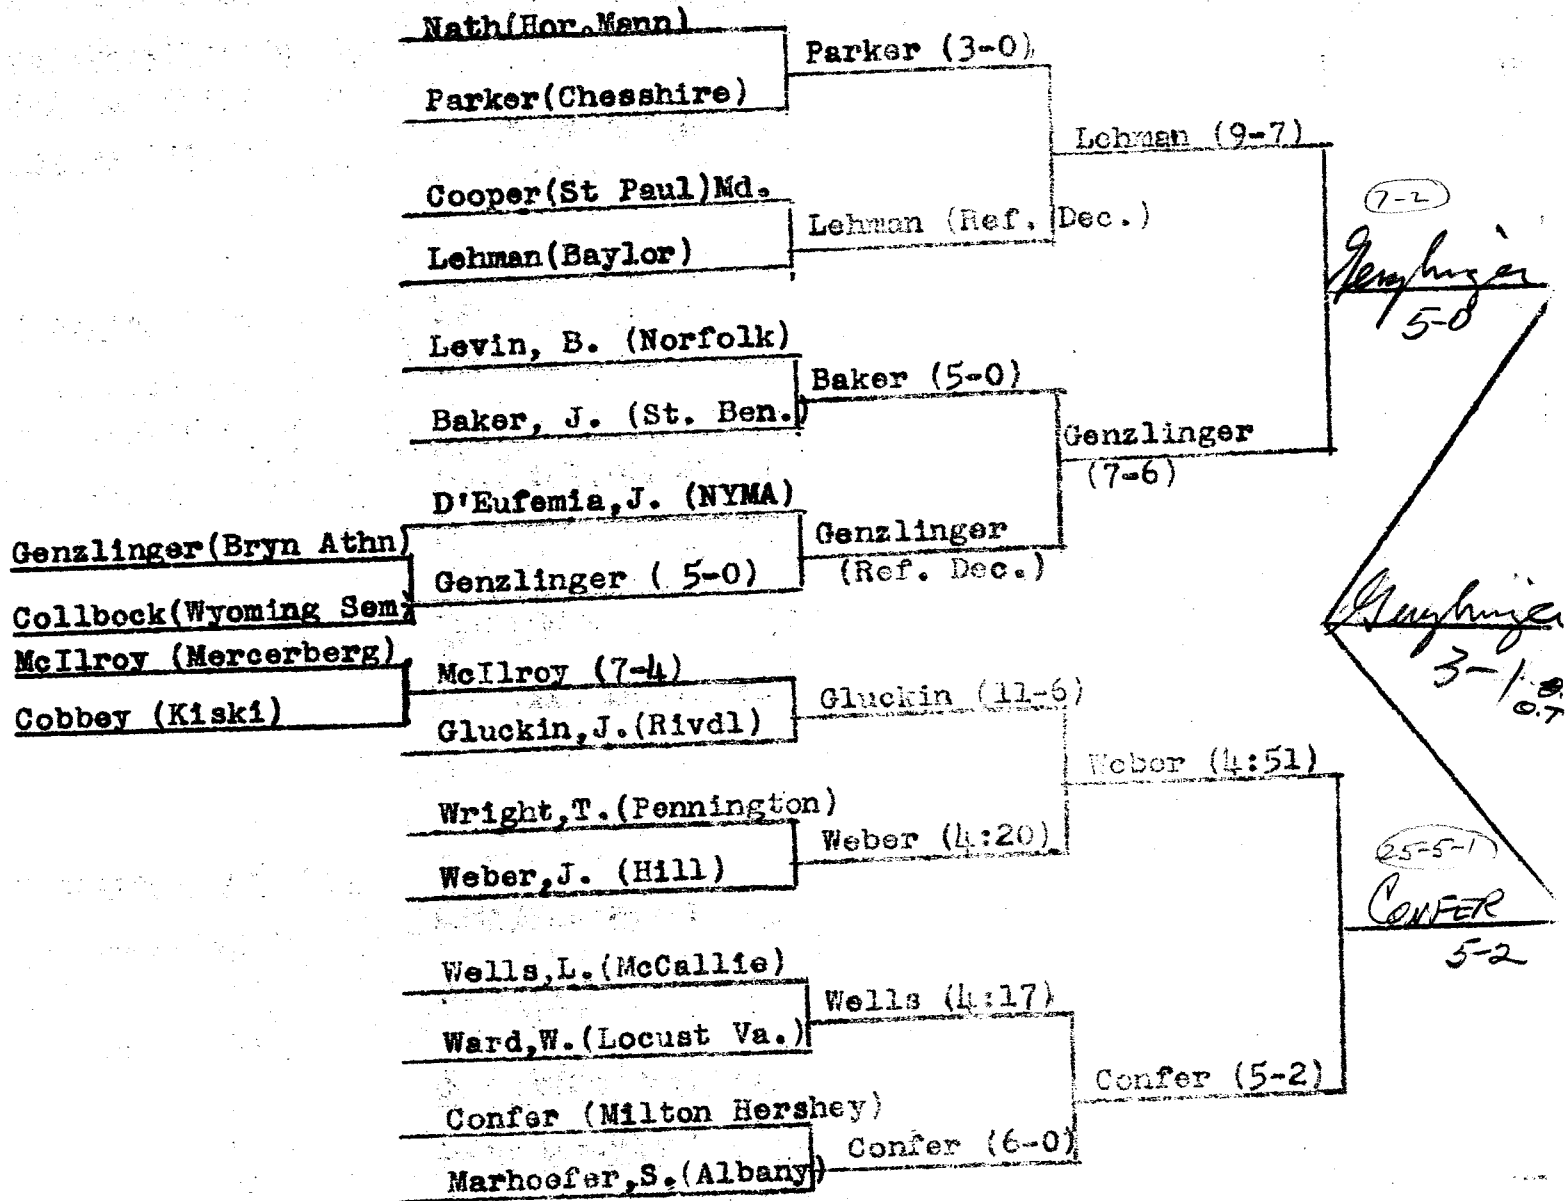 Nath(Hor.Mann)
Parker (3-0)
Parker(Chesshire)
Lehman (9-7)
Cooper(St Paul)Md.
7-2
Lehman (Ref. Dec.)
Lehman(Baylor)
Genzlinger
5-0
Levin, B. (Norfolk)
Baker (5-0)
Baker, J. (St. Ben.)
Genzlinger
(7-6)
D'Eufemia,J. (NYMA)
Genzlinger(Bryn Athn)
Genzlinger
(Ref. Dec.)
Genzlinger ( 5-0)
Collbock(Wyoming Sem)
Genzlinger
3-1
O.T
McIlroy (Mercerberg)
McIlroy (7-4)
Gluckin (11-6)
Cobbey (Kiski)
Gluckin,J.(Rivdl)
Weber (4:51)
Wright,T.(Pennington)
Weber (4:20)
Weber,J. (Hill)
25-5-1
CONFER
5-2
Wells,L.(McCallie)
Wells (4:17)
Ward,W.(Locust Va.)
Confer (5-2)
Confer (Milton Hershey)
Confer (6-0)
Marhoefer,S.(Albany)